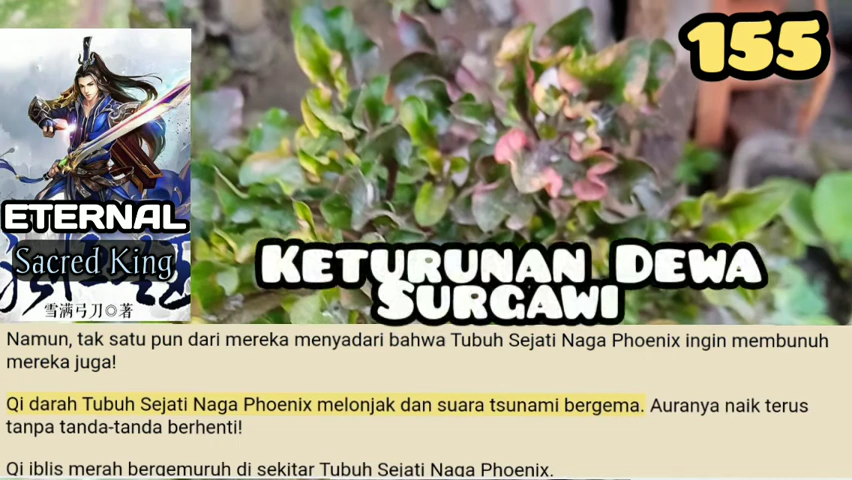 155
ETERNAL
Sacred King
雪满弓刀◎著
KETURUNAN DEWA
SURGAWI
Namun, tak satu pun dari mereka menyadari bahwa Tubuh Sejati Naga Phoenix ingin membunuh
mereka juga!
Qi darah Tubuh Sejati Naga Phoenix melonjak dan suara tsunami bergema. Auranya naik terus
tanpa tanda-tanda berhenti!
Qi iblis merah bergemuruh di sekitar Tubuh Sejati Naga Phoenix.